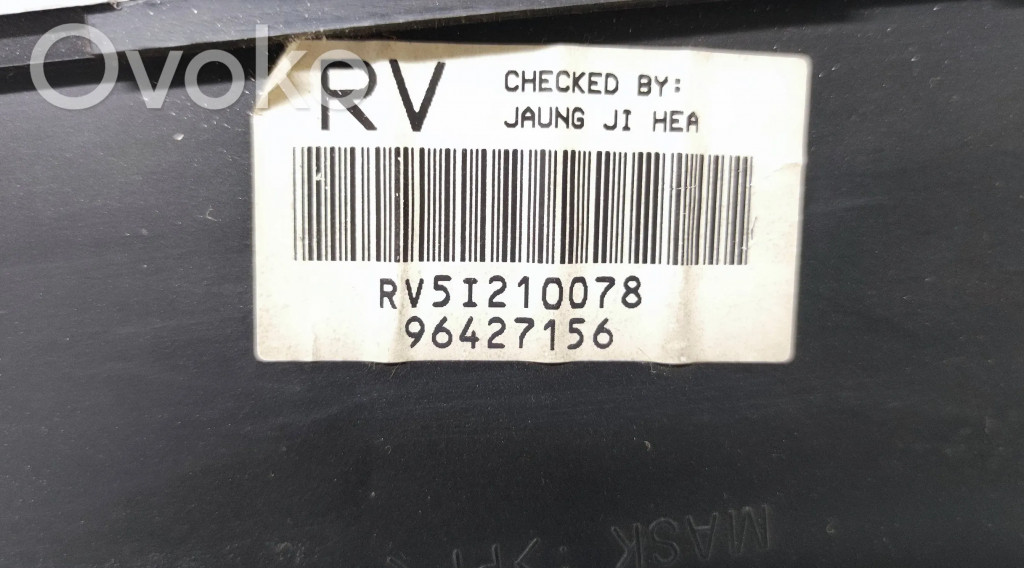 Ovoko
RV
CHECKED BY:
JAUNG JI HEA
RV5I210078
96427156
MASK